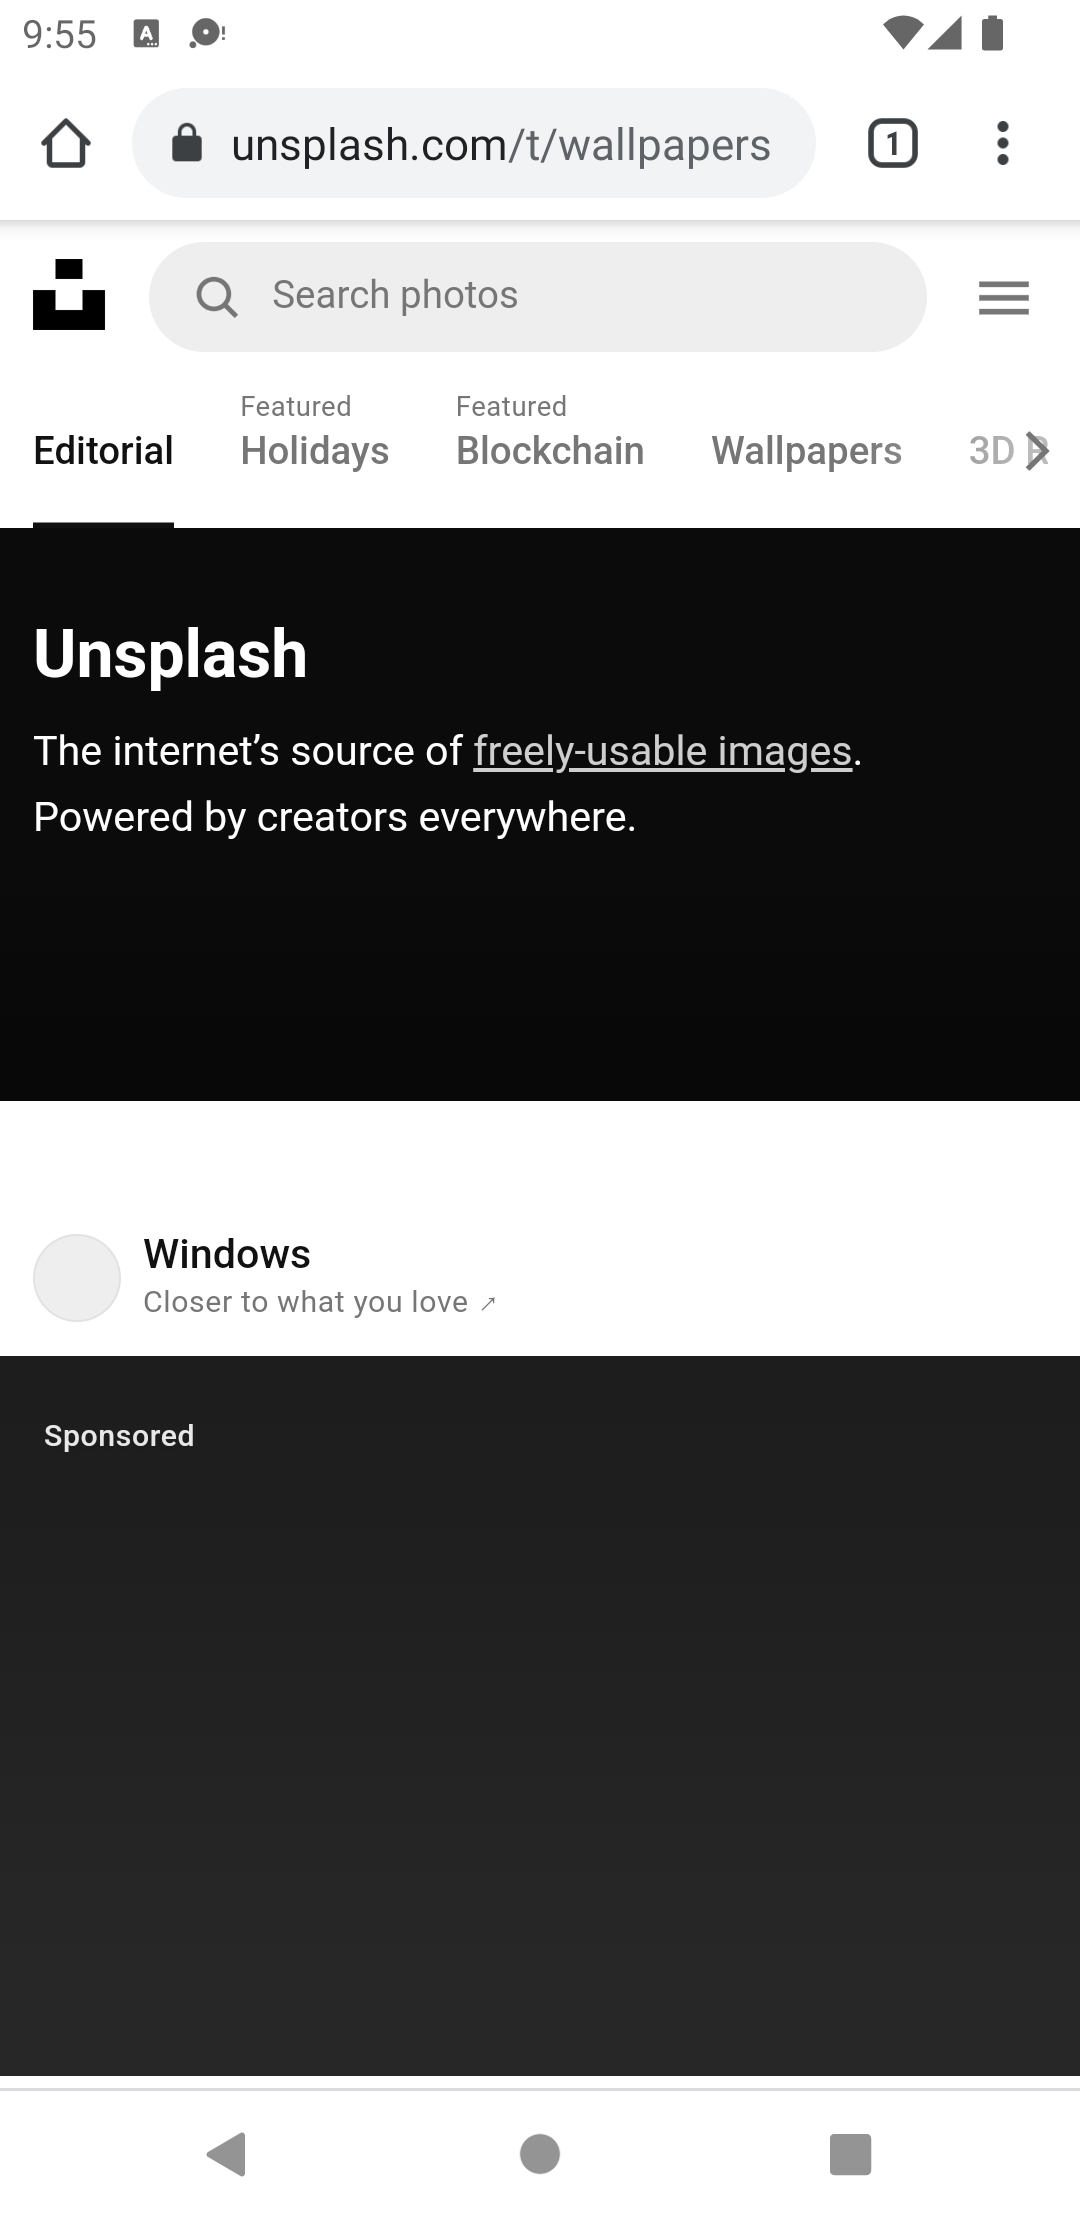 9:55
unsplash.com/t/wallpapers
1
Search photos
Featured
Featured
Editorial
Holidays
Blockchain
Wallpapers
3D
Unsplash
The internet’s source of freely-usable images.
Powered by creators everywhere.
Windows
Closer to what you love ↗
Sponsored